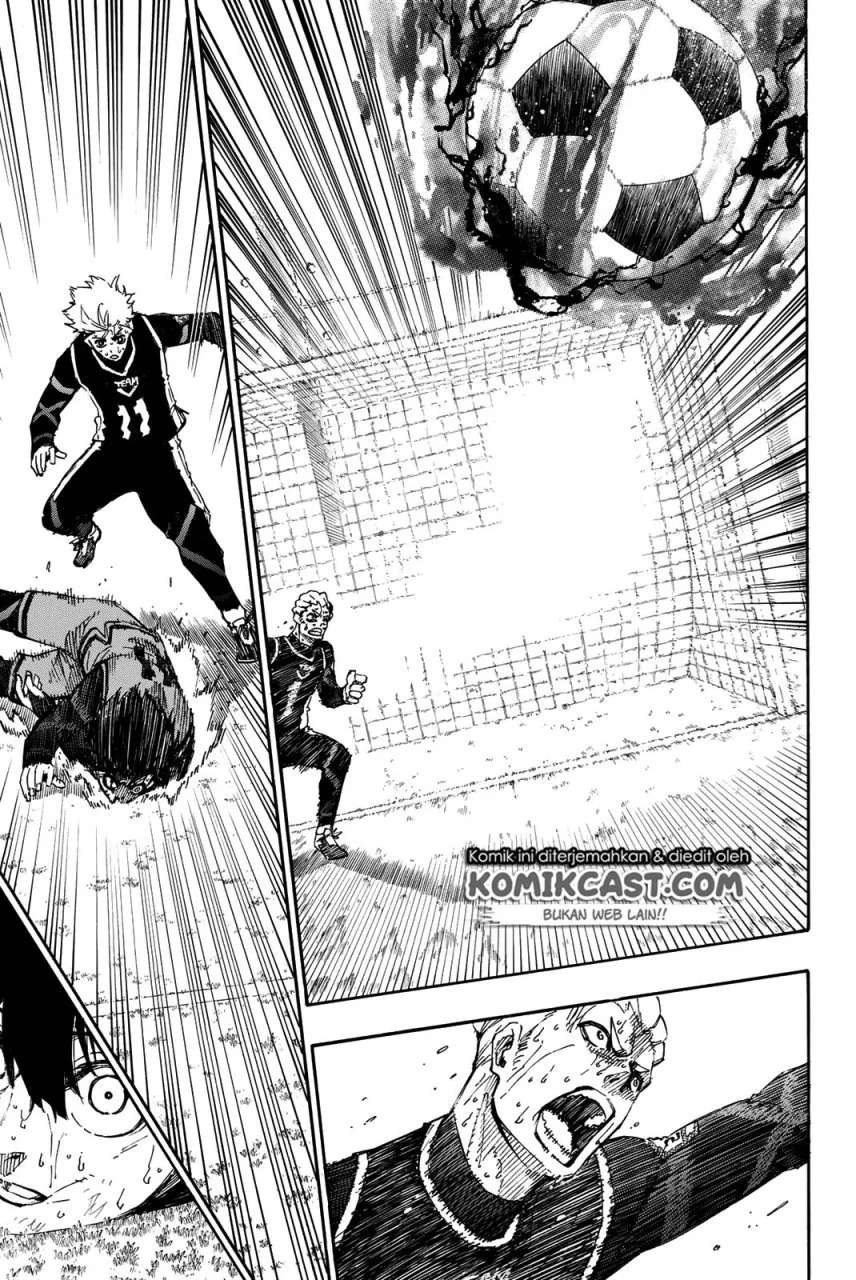 TEAM
11
Komik ini diterjemahkan & diedit oleh
KOMIKCAST.COM
BUKAN WEB LAIN!!